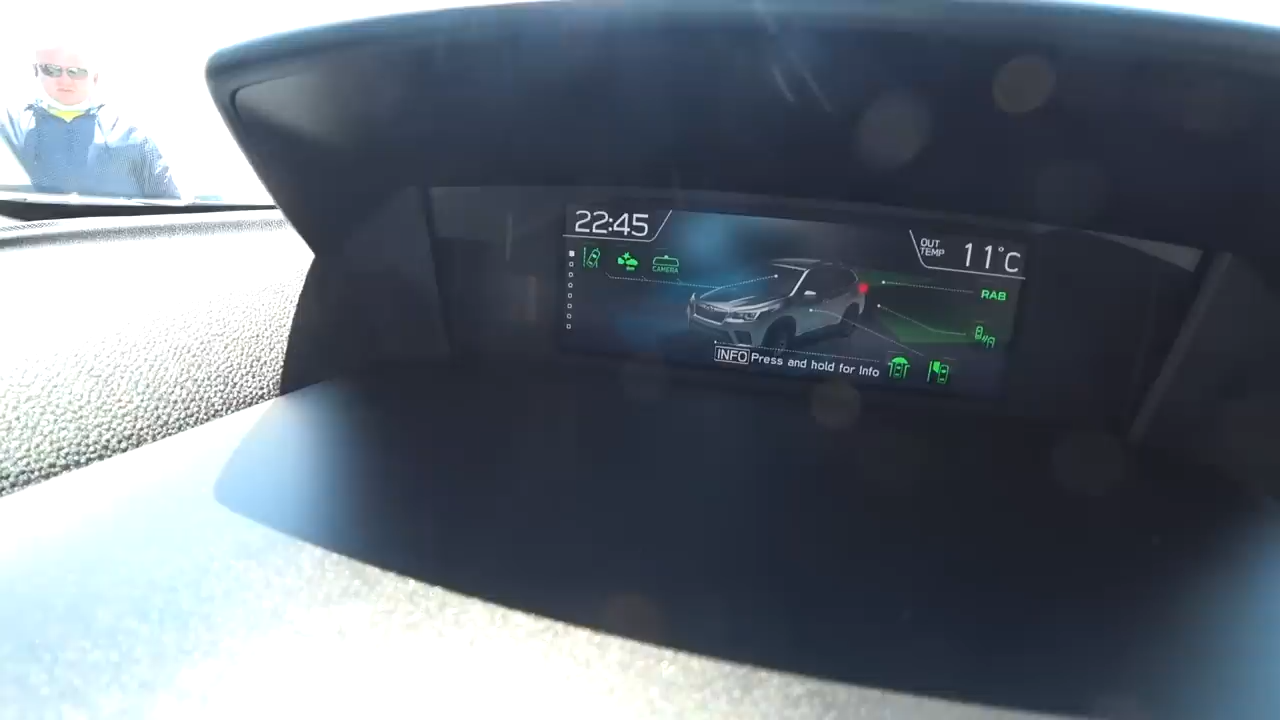 22:45
OUT
TEMP
11°C
CAMERA
RAB
INFO Press and hold for Info